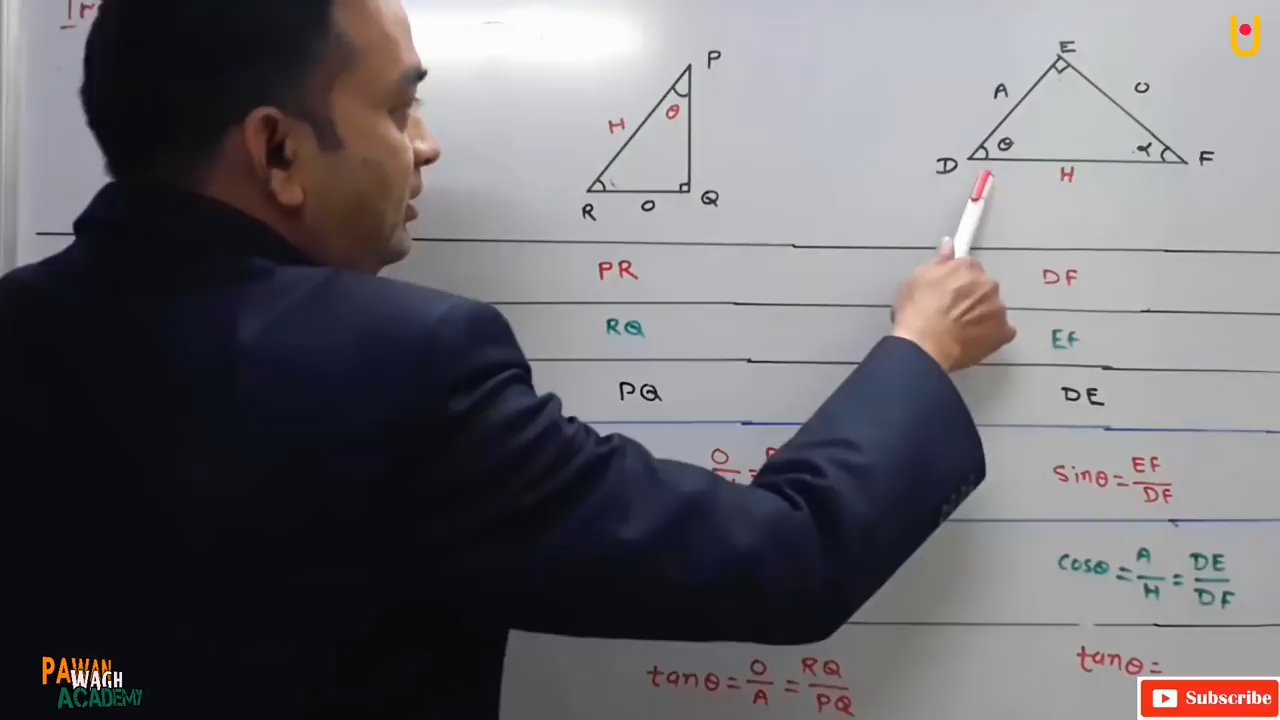 P
E
A
O
H
θ
θ
α
D
F
H
R
O
Q
PR
DF
RQ
EF
PQ
DE
O
Sinθ = EF/DF
cosθ = A/H = DE/DF
tanθ = O/A = RQ/PQ
tanθ =
PAWAN
WAGH
ACADEMY
Subscribe